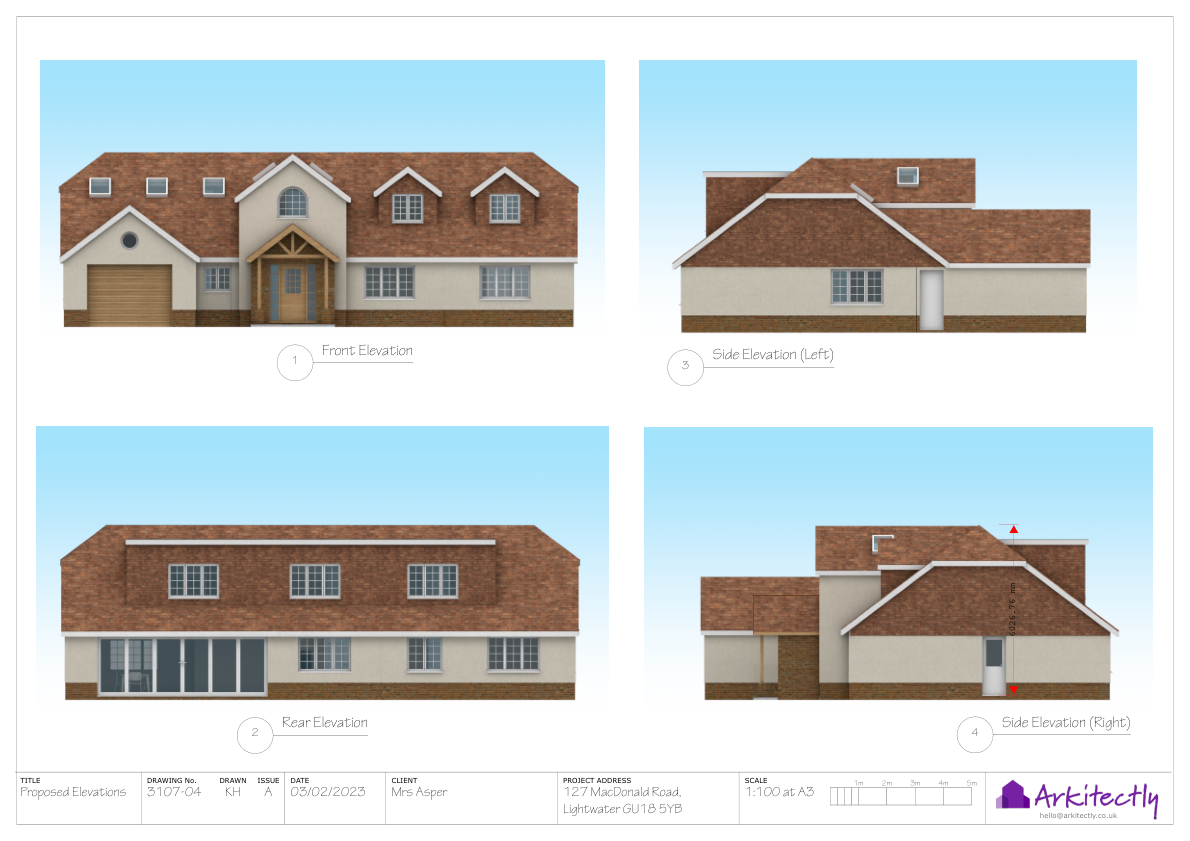 1
Front Elevation
3
Side Elevation (Left)
6026.76 mm
2
Rear Elevation
4
Side Elevation (Right)
TITLE
Proposed Elevations
DRAWING No.
3107-04
DRAWN
KH
ISSUE
A
DATE
03/02/2023
CLIENT
Mrs Asper
PROJECT ADDRESS
127 MacDonald Road,
Lightwater GU18 5YB
SCALE
1:100 at A3
1m 2m 3m 4m 5m
Arkitectly
hello@arkitectly.co.uk